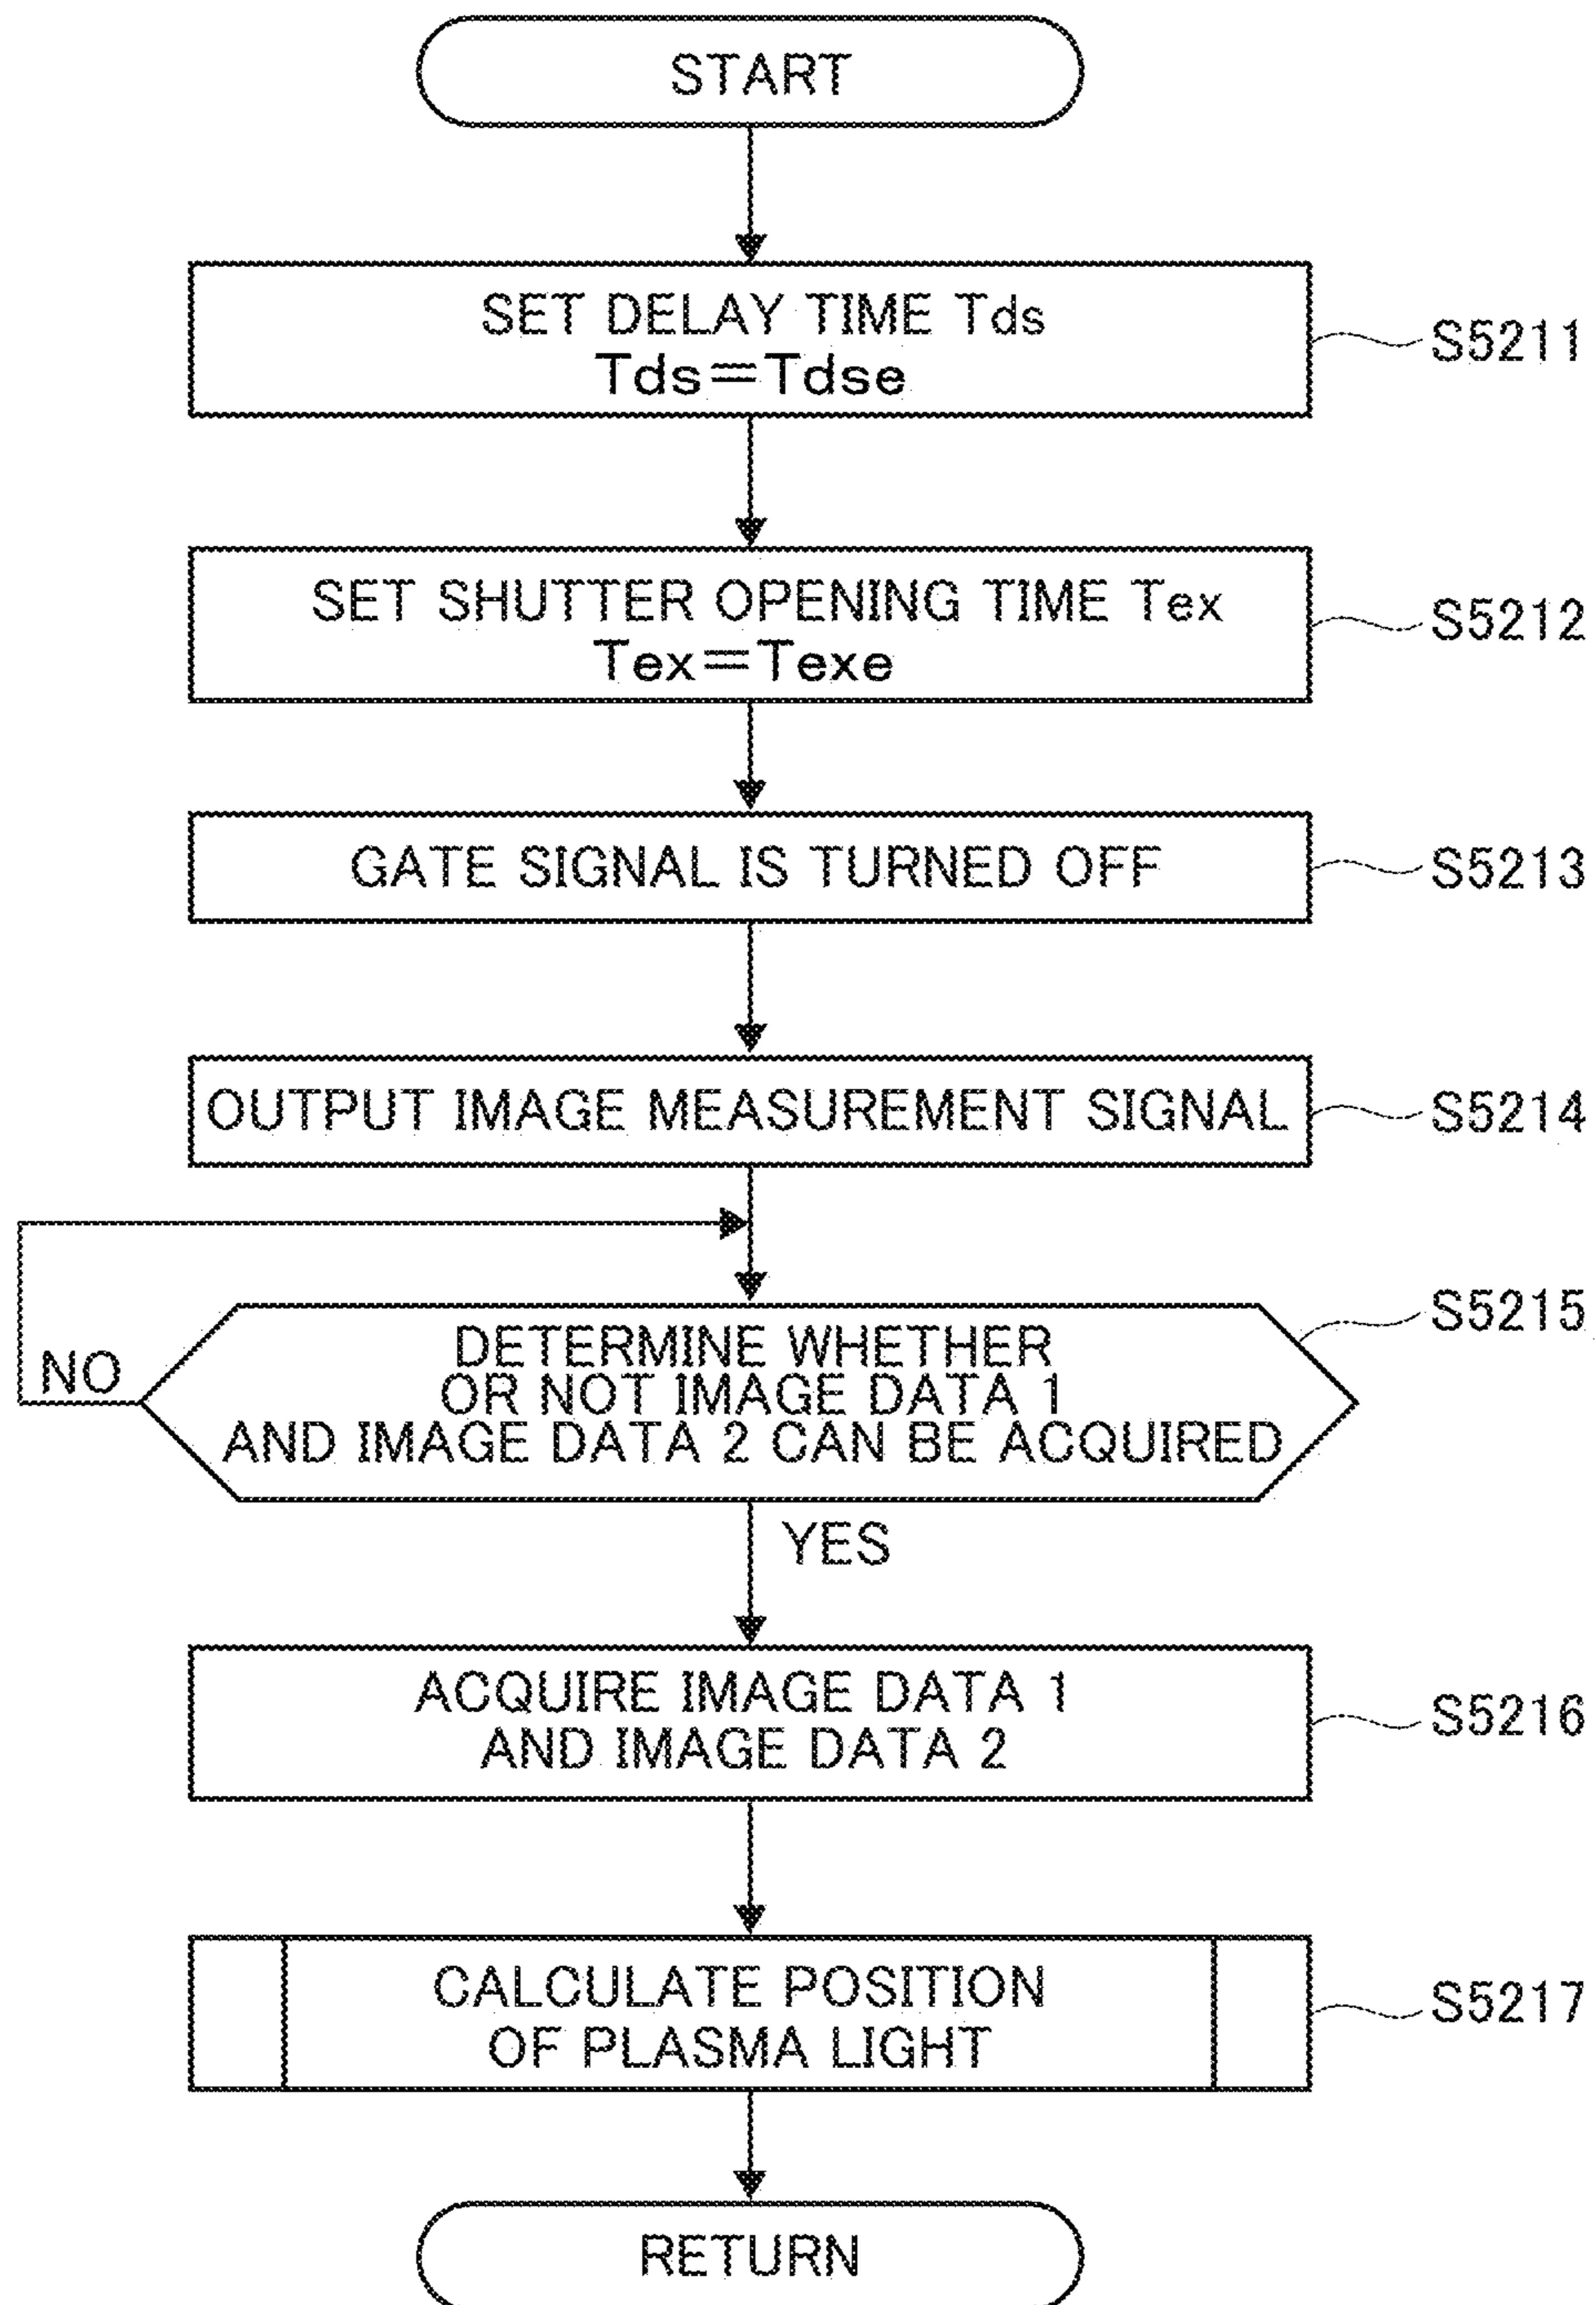 START
SET DELAY TIME Tds
Tds=Tdse
S5211
SET SHUTTER OPENING TIME Tex
Tex=Texe
S5212
GATE SIGNAL IS TURNED OFF
S5213
OUTPUT IMAGE MEASUREMENT SIGNAL
S5214
S5215
NO
DETERMINE WHETHER
OR NOT IMAGE DATA 1
AND IMAGE DATA 2 CAN BE ACQUIRED
YES
ACQUIRE IMAGE DATA 1
AND IMAGE DATA 2
S5216
CALCULATE POSITION
OF PLASMA LIGHT
S5217
RETURN